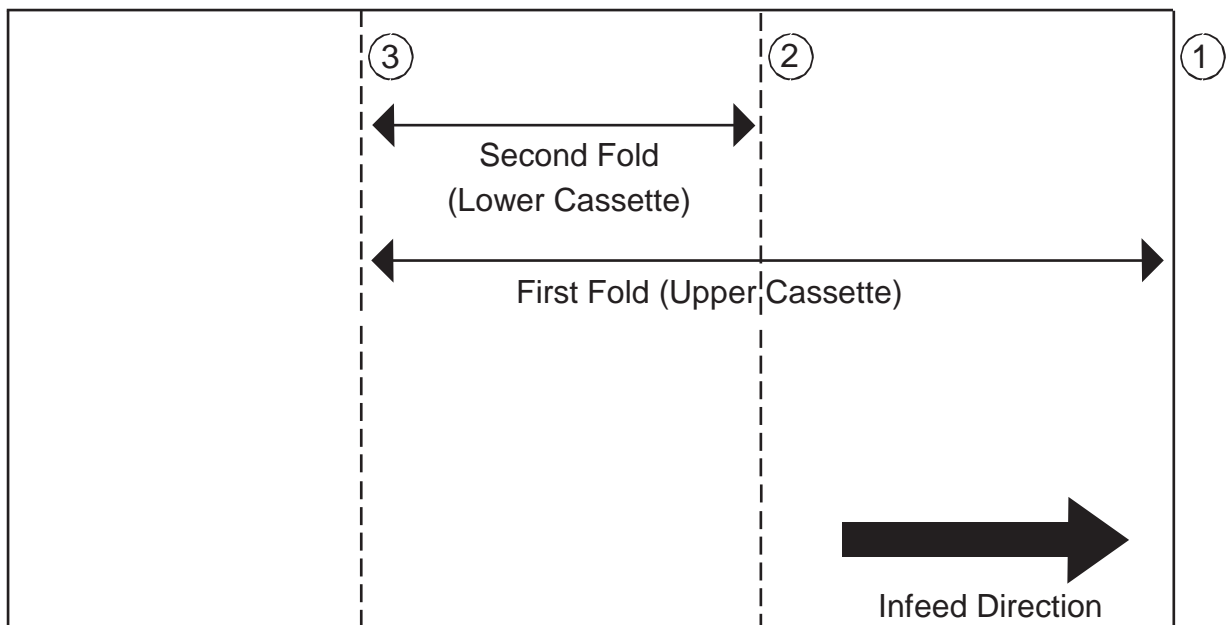 3
2
1
Second Fold
(Lower Cassette)
First Fold (Upper Cassette)
Infeed Direction